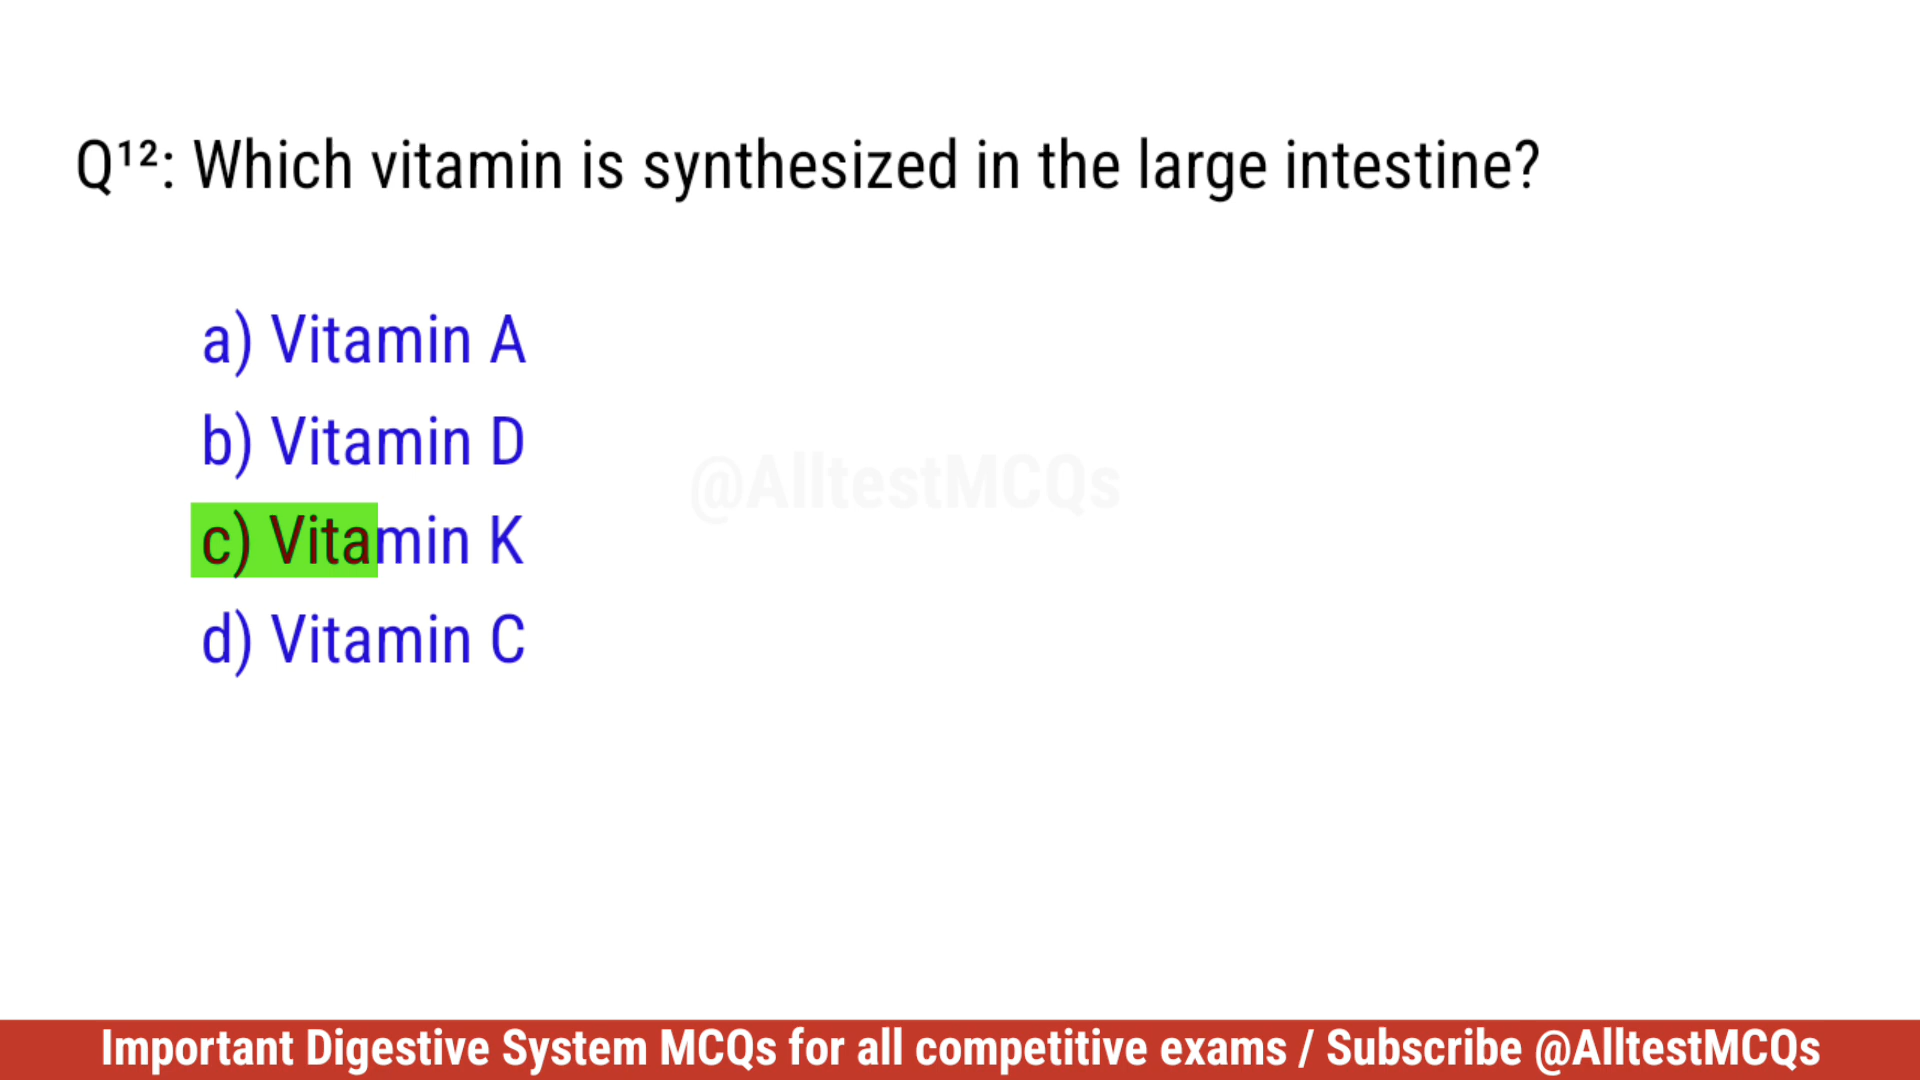 Q¹²: Which vitamin is synthesized in the large intestine?
a) Vitamin A
b) Vitamin D
@AlltestMCQs
c) Vitamin K
d) Vitamin C
Important Digestive System MCQs for all competitive exams / Subscribe @AlltestMCQs